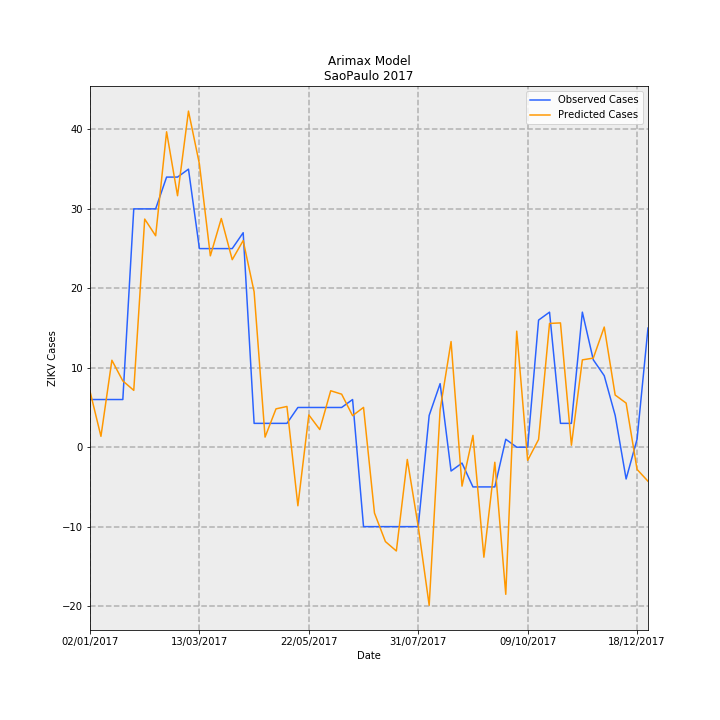 Arimax Model
SaoPaulo 2017
Observed Cases
Predicted Cases
ZIKV Cases
40
30
20
10
0
−10
−20
02/01/2017 13/03/2017 22/05/2017 31/07/2017 09/10/2017 18/12/2017
Date